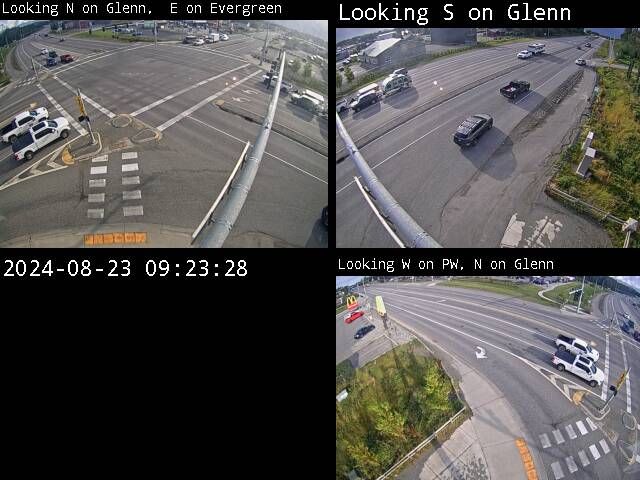 Looking N on Glenn, E on Evergreen
Looking S on Glenn
2024-08-23 09:23:28
Looking W on PW, N on Glenn